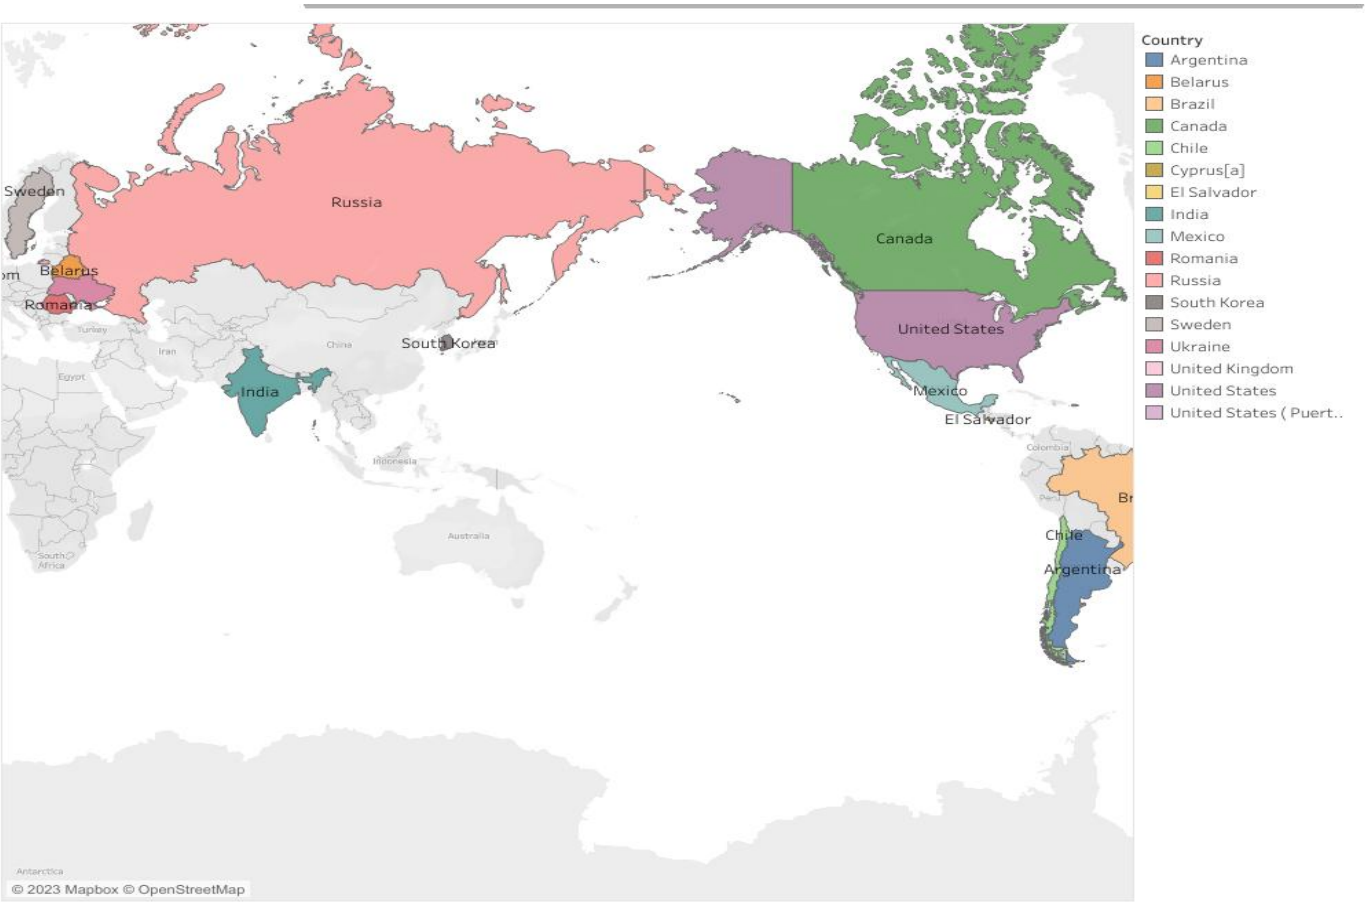 Country
Argentina
Belarus
Brazil
Canada
Chile
Cyprus[a]
El Salvador
India
Mexico
Romania
Russia
South Korea
Sweden
Ukraine
United Kingdom
United States
United States ( Puert..
Sweden
Russia
Canada
om
Belarus
Romania
Turkey
United States
Iran
China
South Korea
Egypt
India
Mexico
El Salvador
Colombia
Indonesia
Br
Chile
Australia
South
Africa
Argentina
Antarctica
© 2023 Mapbox © OpenStreetMap